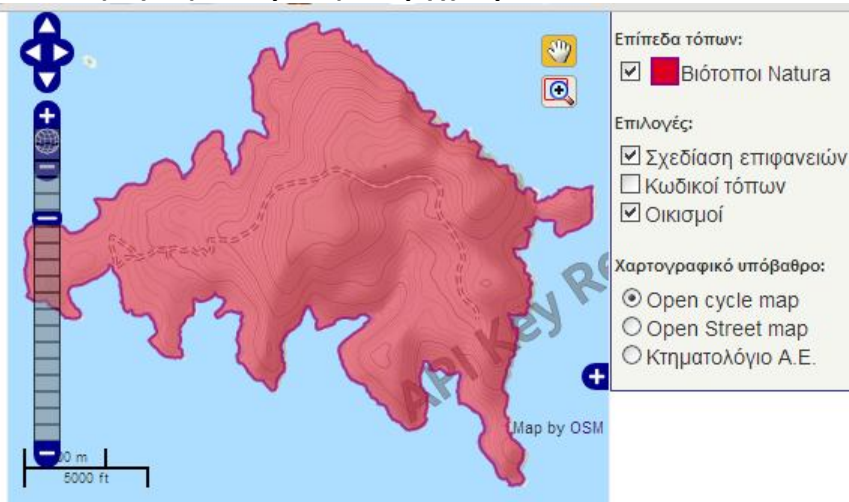 Επίπεδα τόπων:
Βιότοποι Natura
Επιλογές:
Σχεδίαση επιφανειών
Κωδικοί τόπων
Οικισμοί
Χαρτογραφικό υπόβαθρο:
Open cycle map
Open Street map
Κτηματολόγιο Α.Ε.
API Key Re
Map by OSM
m
5000 ft